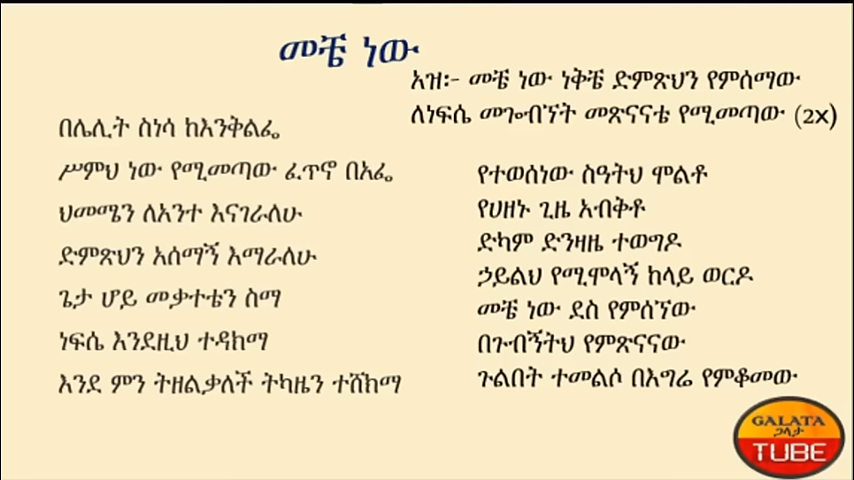 መቼ ነው
አዝ፡- መቼ ነው ነቅቼ ድምጽህን የምሰማው
ለነፍሴ መጐብኘት መጽናናቴ የሚመጣው (2x)
በሌሊት ስነሳ ከእንቅልፌ
ሥምህ ነው የሚመጣው ፈጥኖ በአፌ
ህመሜን ለአንተ እናገራለሁ
ድምጽህን አሰማኝ እማራለሁ
ጌታ ሆይ መቃተቴን ስማ
ነፍሴ እንደዚህ ተዳከማ
እንደ ምን ትዘልቃለች ትካዜን ተሸክማ
የተወሰነው ስዓትህ ሞልቶ
የሀዘኑ ጊዜ አብቅቶ
ድካም ድንዛዜ ተወግዶ
ኃይልህ የሚሞላኝ ከላይ ወርዶ
መቼ ነው ደስ የምሰኘው
በጉብኝትህ የምጽናናው
ጉልበት ተመልሶ በእግሬ የምቆመው
GALATA
ጋላታ
TUBE